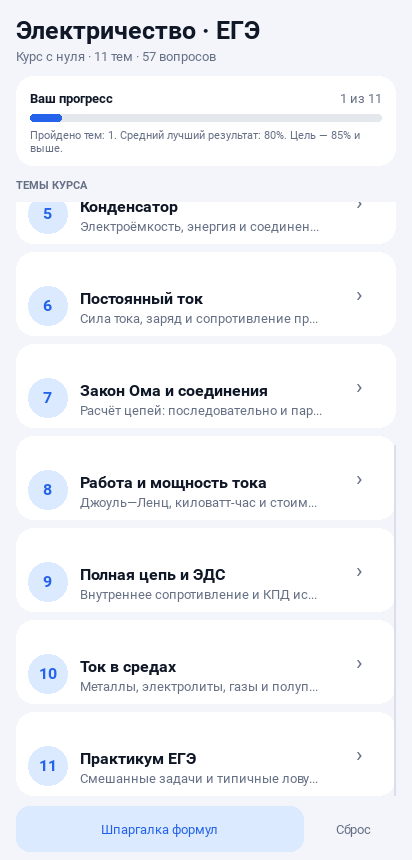 Электричество · ЕГЭ
Курс с нуля · 11 тем · 57 вопросов
Ваш прогресс
1 из 11
Пройдено тем: 1. Средний лучший результат: 80%. Цель — 85% и
выше.
ТЕМЫ КУРСА
5
Конденсатор
›
Электроёмкость, энергия и соединен...
6
Постоянный ток
›
Сила тока, заряд и сопротивление пр...
7
Закон Ома и соединения
›
Расчёт цепей: последовательно и пар...
8
Работа и мощность тока
›
Джоуль—Ленц, киловатт-час и стоим...
9
Полная цепь и ЭДС
›
Внутреннее сопротивление и КПД ис...
10
Ток в средах
›
Металлы, электролиты, газы и полуп...
11
Практикум ЕГЭ
›
Смешанные задачи и типичные лову...
Шпаргалка формул
Сброс